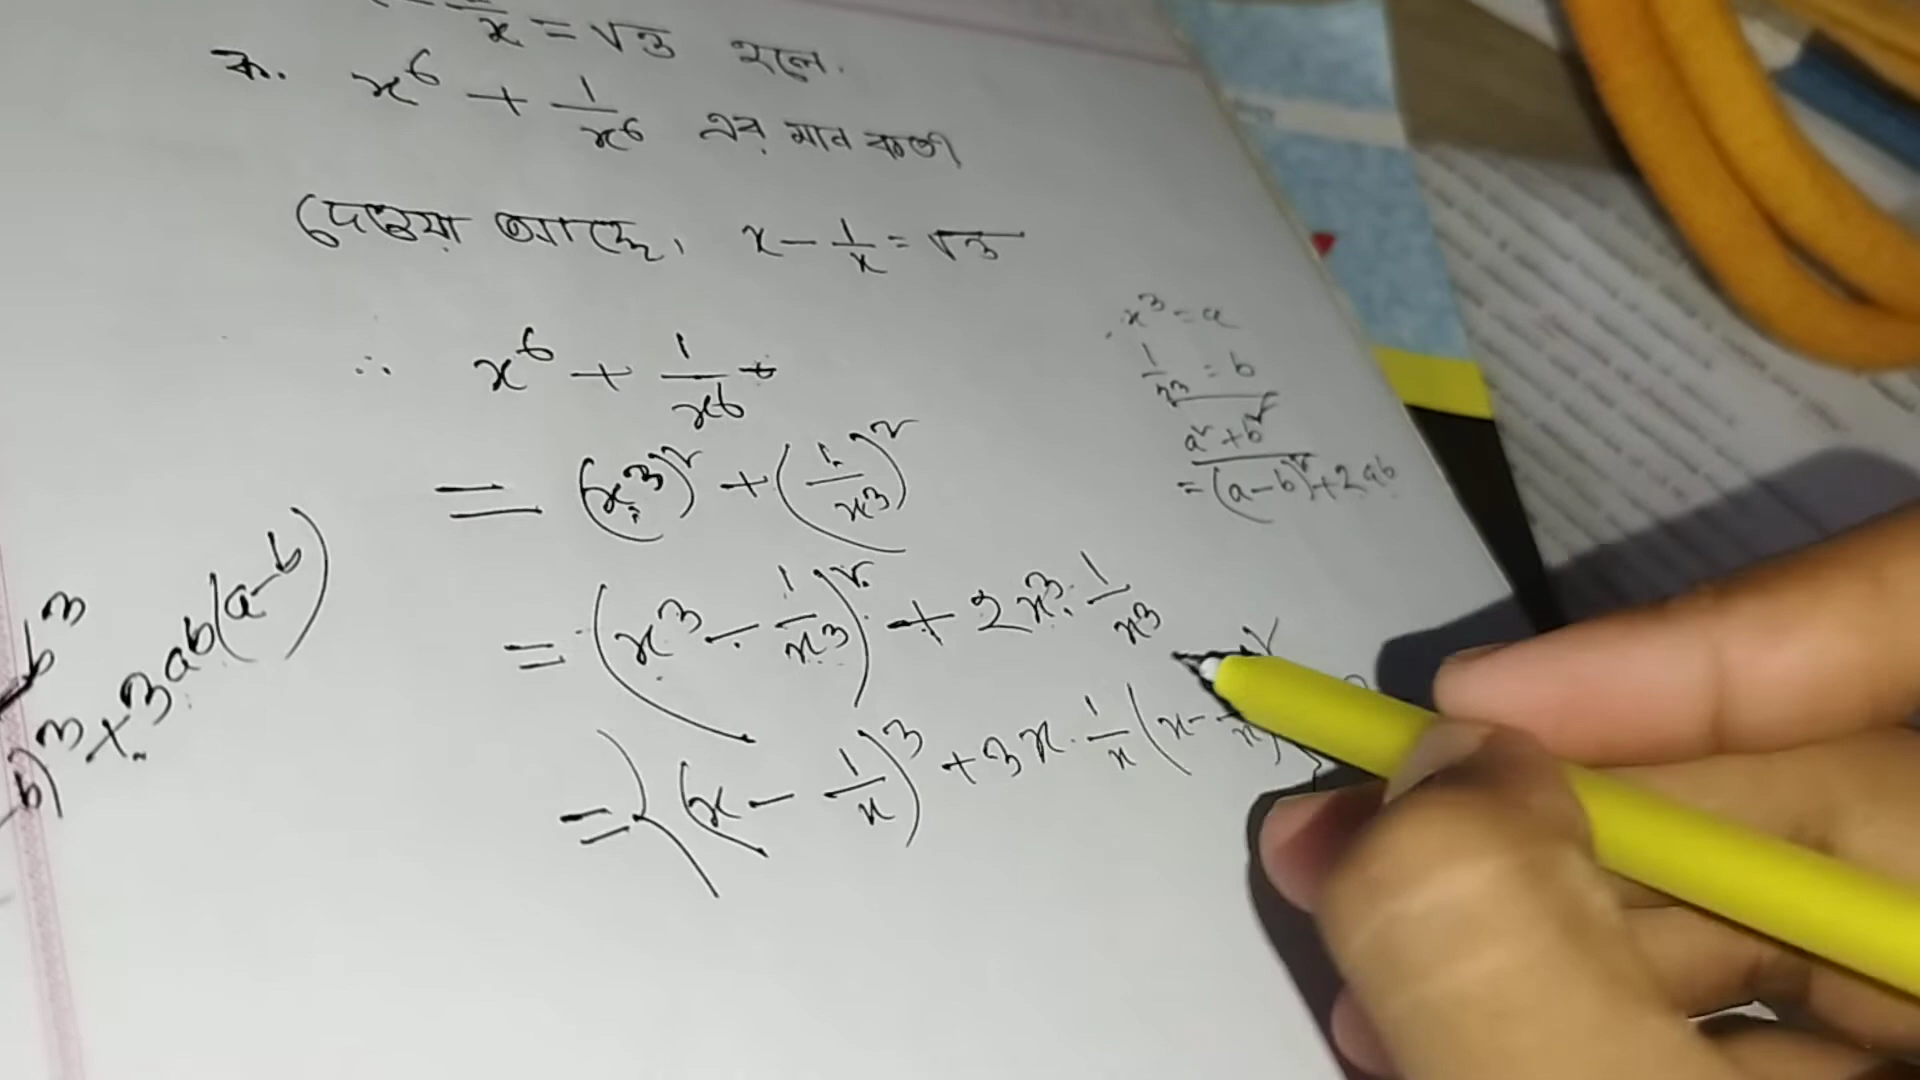 x = √3 হলে.
ক. x⁶ + 1/x⁶ এর মান কত?
দেওয়া আছে, x - 1/x = √3
∴ x⁶ + 1/x⁶
= (x³)² + (1/x³)²
= (x³ - 1/x³)² + 2x³·1/x³
= {(x - 1/x)³ + 3x·1/x(x - 1/x)}²
x³ = a
1/x³ = b
a² + b²
= (a-b)² + 2ab
b³
b)³ + 3ab(a-b)